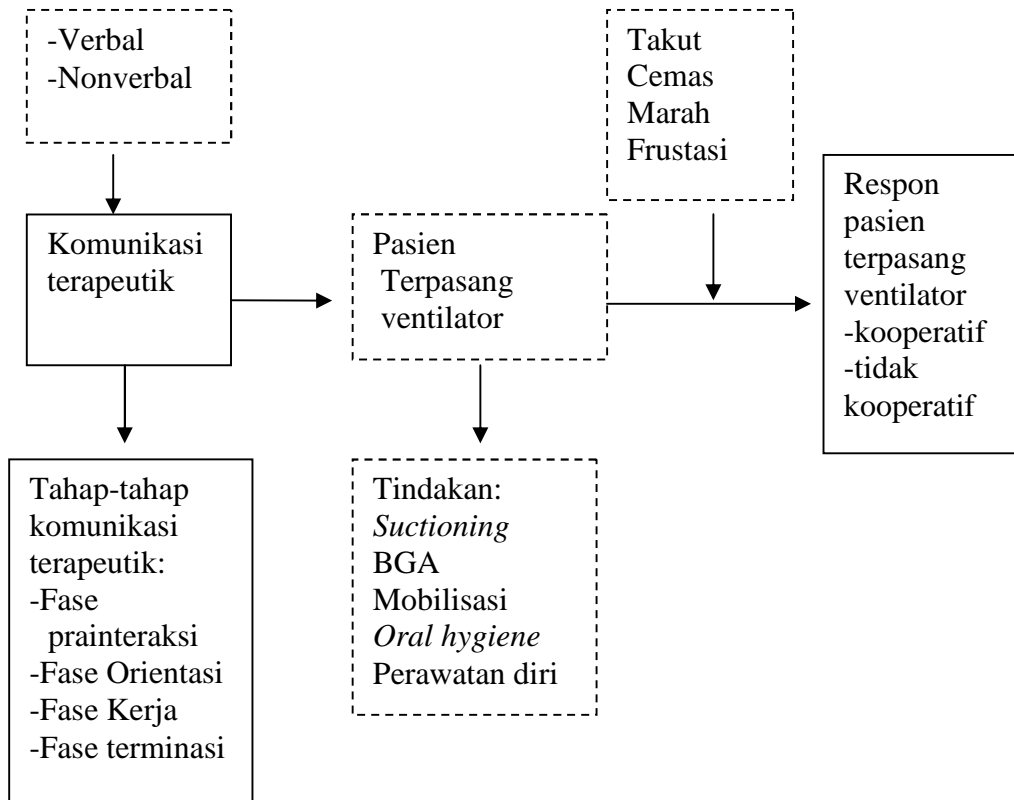 -Verbal
-Nonverbal
Takut
Cemas
Marah
Frustasi
Komunikasi
terapeutik
Pasien
Terpasang
ventilator
Respon
pasien
terpasang
ventilator
-kooperatif
-tidak
kooperatif
Tahap-tahap
komunikasi
terapeutik:
-Fase
prainteraksi
-Fase Orientasi
-Fase Kerja
-Fase terminasi
Tindakan:
Suctioning
BGA
Mobilisasi
Oral hygiene
Perawatan diri